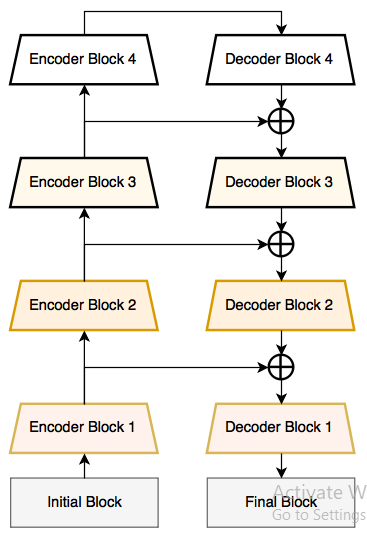 Encoder Block 4
Decoder Block 4
Encoder Block 3
Decoder Block 3
Encoder Block 2
Decoder Block 2
Encoder Block 1
Decoder Block 1
Initial Block
Final Block
Activate W
Go to Settings